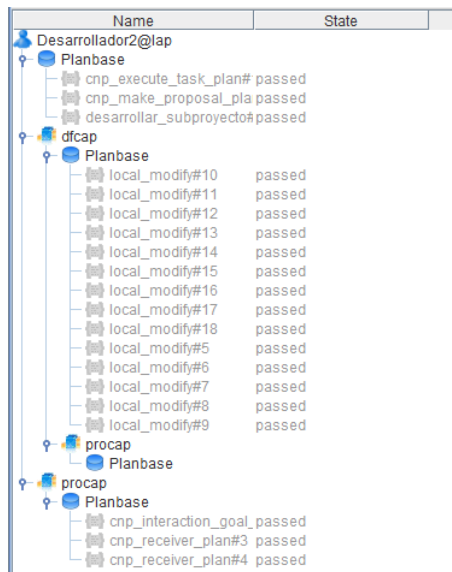 Name State
Desarrollador2@lap
Planbase
cnp_execute_task_plan# passed
cnp_make_proposal_pla passed
desarrollar_subproyecto# passed
dfcap
Planbase
local_modify#10 passed
local_modify#11 passed
local_modify#12 passed
local_modify#13 passed
local_modify#14 passed
local_modify#15 passed
local_modify#16 passed
local_modify#17 passed
local_modify#18 passed
local_modify#5 passed
local_modify#6 passed
local_modify#7 passed
local_modify#8 passed
local_modify#9 passed
procap
Planbase
procap
Planbase
cnp_interaction_goal_ passed
cnp_receiver_plan#3 passed
cnp_receiver_plan#4 passed